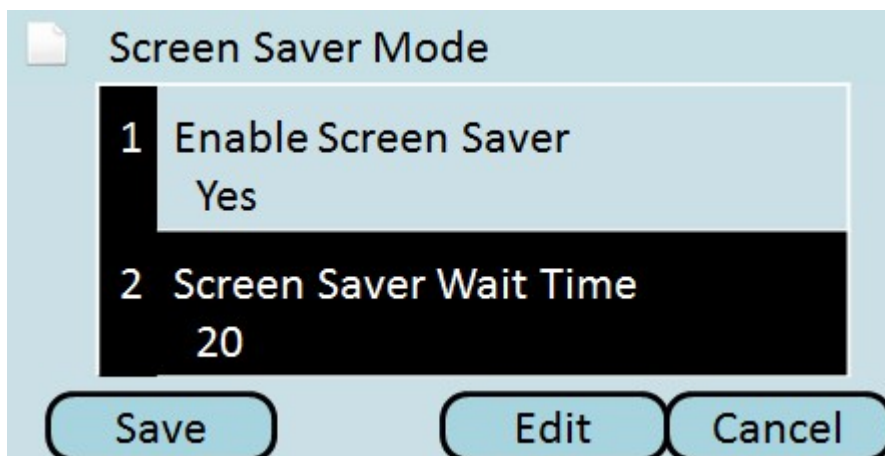 Screen Saver Mode
1 Enable Screen Saver
Yes
2 Screen Saver Wait Time
20
Save Edit Cancel